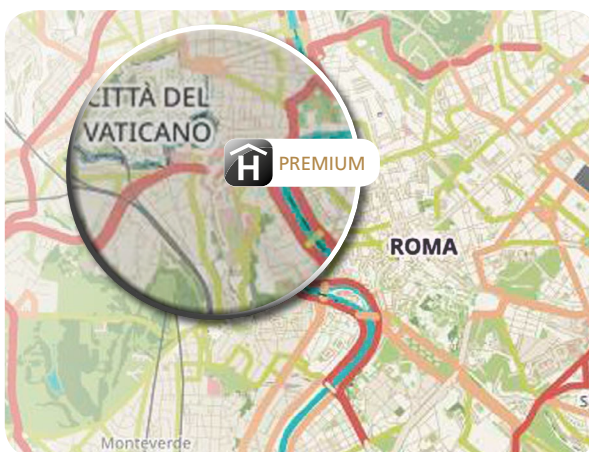 CITTÀ DEL
VATICANO
H PREMIUM
ROMA
Monteverde
S